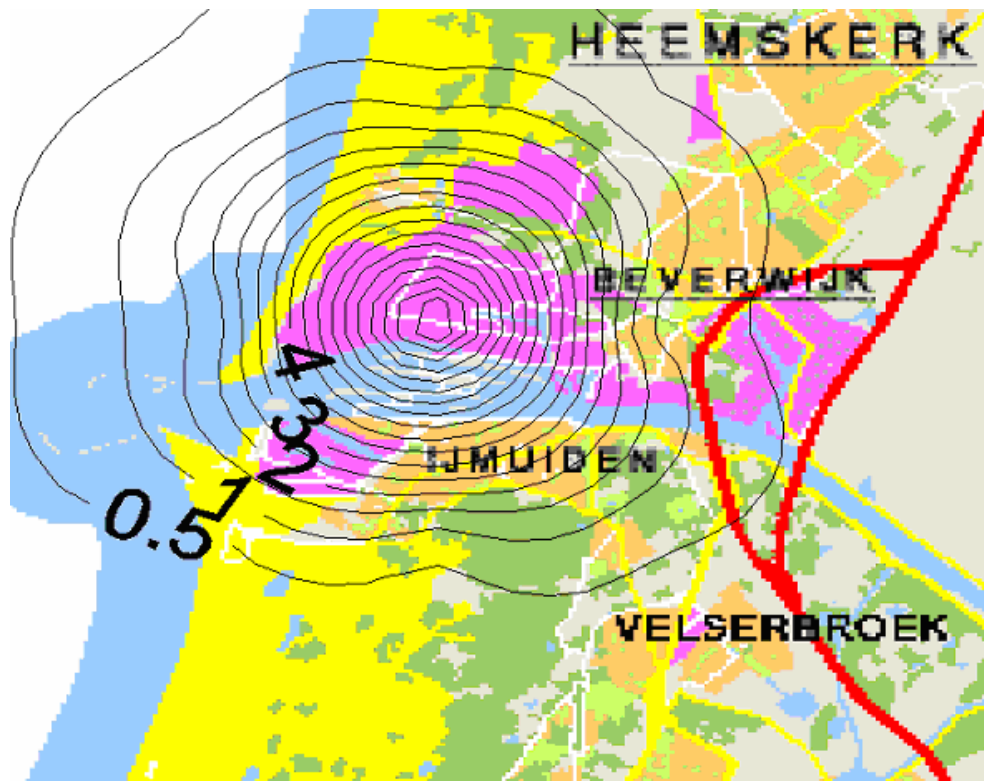 HEEMSKERK
BEVERWIJK
4
3
2
1
0.5
IJMUIDEN
VELSERBROEK